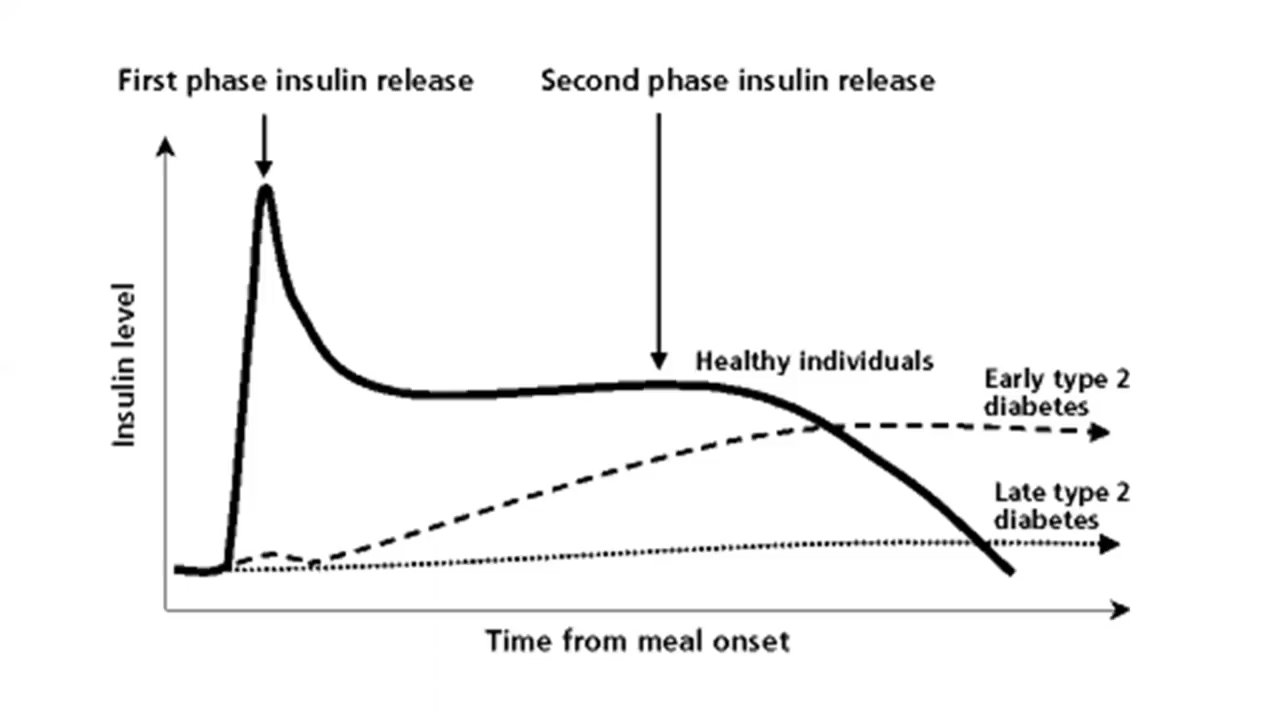 First phase insulin release
Second phase insulin release
Insulin level
Healthy individuals
Early type 2
diabetes
Late type 2
diabetes
Time from meal onset